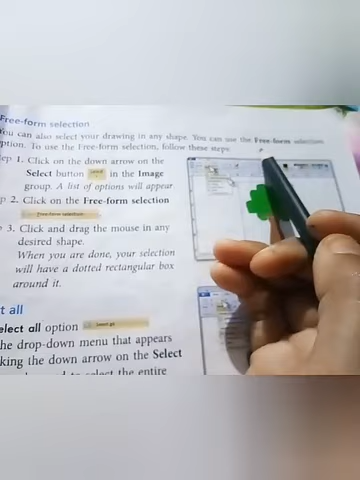 Free-form selection
You can also select your drawing in any shape. You can use the Free-form selection
ption. To use the Free-form selection, follow these steps
ep 1. Click on the down arrow on the
Select button Select in the Image
group. A list of options will appear
p 2. Click on the Free-form selection
Free-form selection
3. Click and drag the mouse in any
desired shape.
When you are done, your selection
will have a dotted rectangular box
around it.
t all
elect all option Select all
he drop-down menu that appears
king the down arrow on the Select
to select the entire